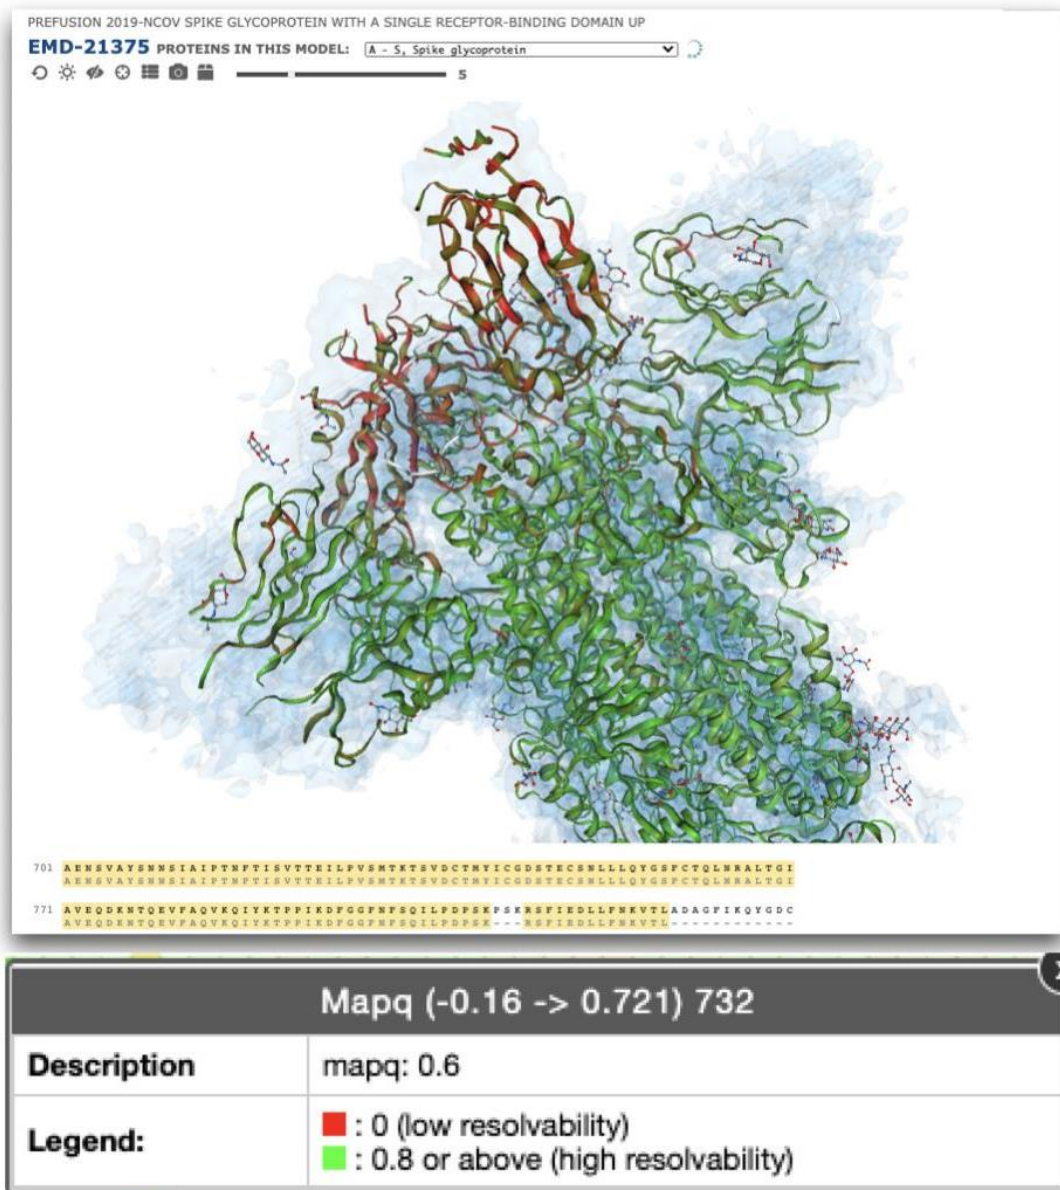 PREFUSION 2019-NCOV SPIKE GLYCOPROTEIN WITH A SINGLE RECEPTOR-BINDING DOMAIN UP
EMD-21375 PROTEINS IN THIS MODEL: A - S, Spike glycoprotein
5
701 AENSVAYSNNSIAIPTNFTISVTTEILPVSMTKTSVDCTMYICGDSTECSNLLLQYGSFCTQLNRALTGI
AENSVAYSNNSIAIPTNFTISVTTEILPVSMTKTSVDCTMYICGDSTECSNLLLQYGSFCTQLNRALTGI
771 AVEQDKNTQEVFAQVKQIYKTPPIKDFGGFNFSQILPDPSKPSKRSFIEDLLFNKVTLADAGFIKQYGDC
AVEQDKNTQEVFAQVKQIYKTPPIKDFGGFNFSQILPDPSK---RSFIEDLLFNKVTL------------
Mapq (-0.16 -> 0.721) 732
Description mapq: 0.6
Legend: : 0 (low resolvability)
: 0.8 or above (high resolvability)